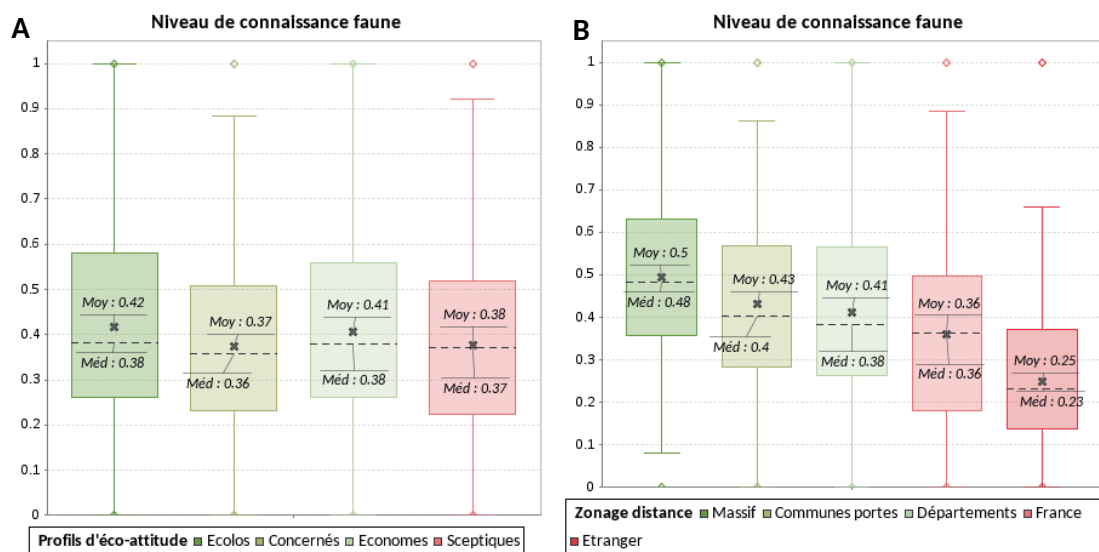 A
Niveau de connaissance faune
1
0.9
0.8
0.7
0.6
0.5
0.4
0.3
0.2
0.1
0
Moy : 0.42
Méd : 0.38
Moy : 0.37
Méd : 0.36
Moy : 0.41
Méd : 0.38
Moy : 0.38
Méd : 0.37
Profils d'éco-attitude Ecolos Concernés Economes Sceptiques
B
Niveau de connaissance faune
1
0.9
0.8
0.7
0.6
0.5
0.4
0.3
0.2
0.1
0
Moy : 0.5
Méd : 0.48
Moy : 0.43
Méd : 0.4
Moy : 0.41
Méd : 0.38
Moy : 0.36
Méd : 0.36
Moy : 0.25
Méd : 0.23
Zonage distance Massif Communes portes Départements France
Etranger